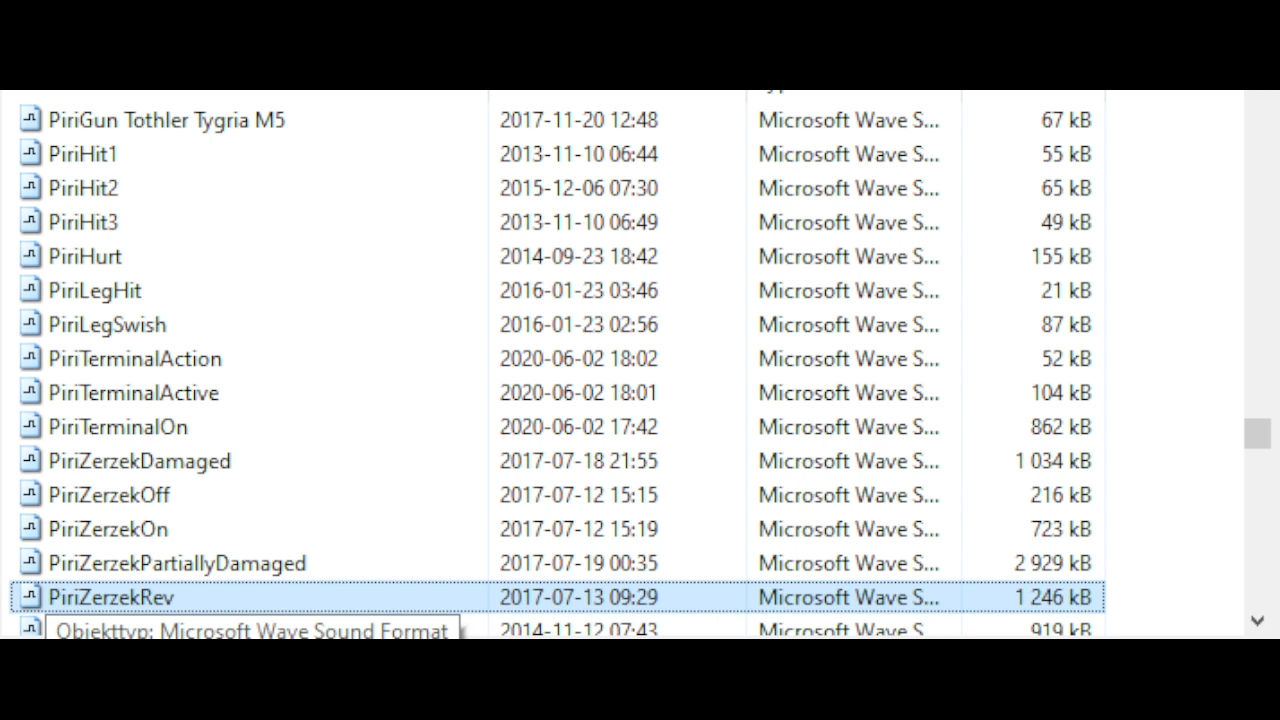 PiriGun Tothler Tygria M5 2017-11-20 12:48 Microsoft Wave S... 67 kB
PiriHit1 2013-11-10 06:44 Microsoft Wave S... 55 kB
PiriHit2 2015-12-06 07:30 Microsoft Wave S... 65 kB
PiriHit3 2013-11-10 06:49 Microsoft Wave S... 49 kB
PiriHurt 2014-09-23 18:42 Microsoft Wave S... 155 kB
PiriLegHit 2016-01-23 03:46 Microsoft Wave S... 21 kB
PiriLegSwish 2016-01-23 02:56 Microsoft Wave S... 87 kB
PiriTerminalAction 2020-06-02 18:02 Microsoft Wave S... 52 kB
PiriTerminalActive 2020-06-02 18:01 Microsoft Wave S... 104 kB
PiriTerminalOn 2020-06-02 17:42 Microsoft Wave S... 862 kB
PiriZerzekDamaged 2017-07-18 21:55 Microsoft Wave S... 1 034 kB
PiriZerzekOff 2017-07-12 15:15 Microsoft Wave S... 216 kB
PiriZerzekOn 2017-07-12 15:19 Microsoft Wave S... 723 kB
PiriZerzekPartiallyDamaged 2017-07-19 00:35 Microsoft Wave S... 2 929 kB
PiriZerzekRev 2017-07-13 09:29 Microsoft Wave S... 1 246 kB
Objekttyp: Microsoft Wave Sound Format 2014-11-12 07:43 Microsoft Wave S... 919 kB